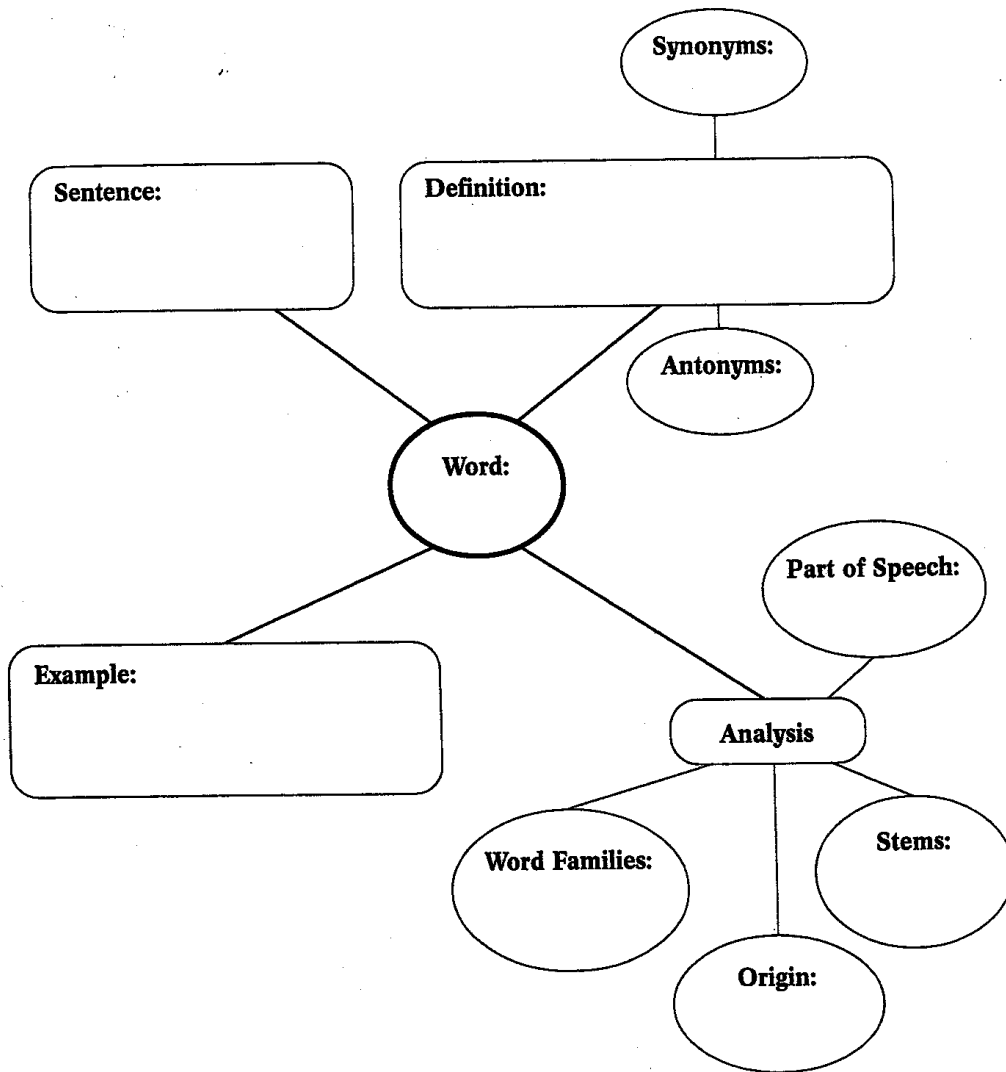 Synonyms:
Sentence:
Definition:
Antonyms:
Word:
Part of Speech:
Example:
Analysis
Word Families:
Stems:
Origin: